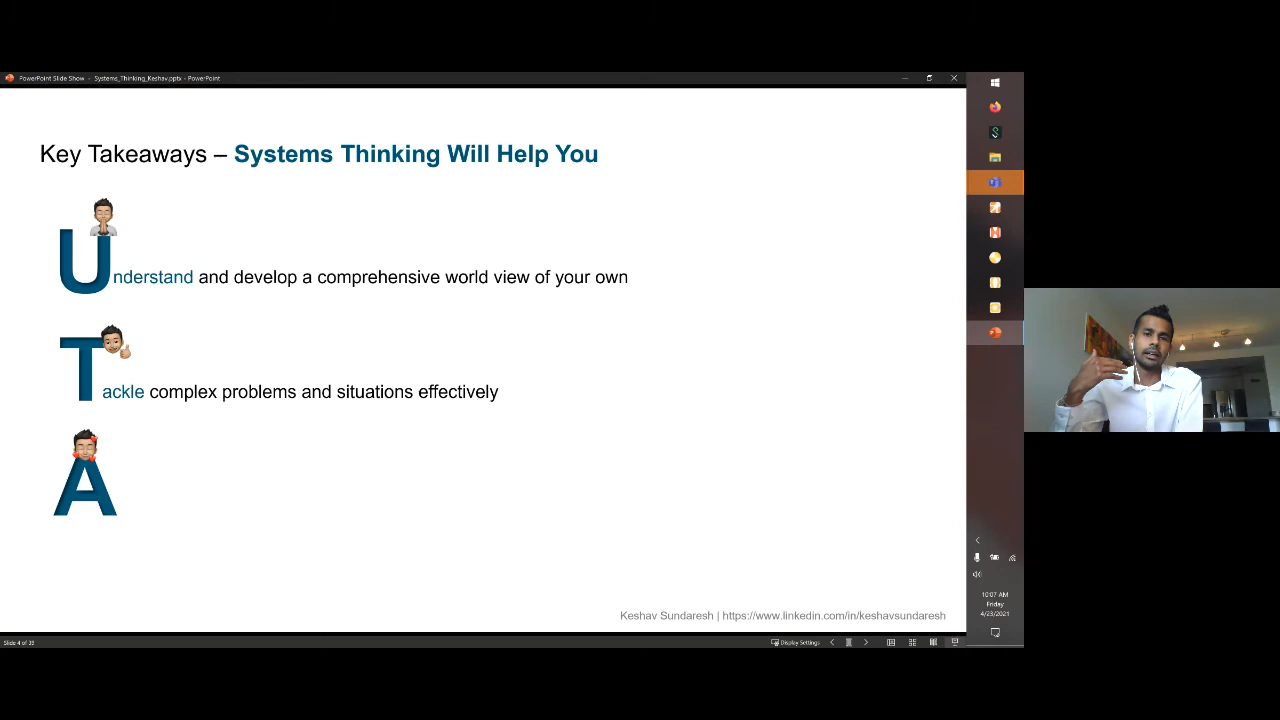 PowerPoint Slide Show - Systems_Thinking_Keshav.pptx - PowerPoint
Key Takeaways – Systems Thinking Will Help You
Understand and develop a comprehensive world view of your own
Tackle complex problems and situations effectively
A
Keshav Sundaresh | https://www.linkedin.com/in/keshavsundaresh
10:07 AM
Friday
4/23/2021
Slide 4 of 39
Display Settings